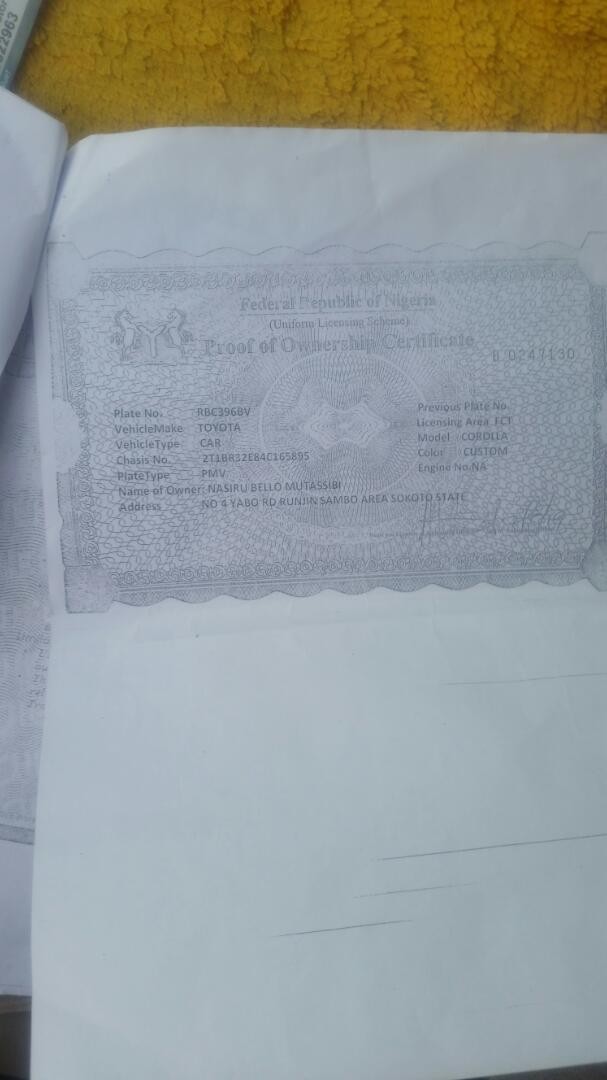 22963
Federal Republic of Nigeria
(Uniform Licensing Scheme)
Proof of Ownership Certificate
B 0247130
Plate No. RBC396BV
VehicleMake TOYOTA
VehicleType CAR
Chasis No. 2T1BR32E84C165895
PlateType PMV
Name of Owner: NASIRU BELLO MUTASSIBI
Address NO 4 YABO RD RUNJIN SAMBO AREA SOKOTO STATE
Previous Plate No.
Licensing Area FCT
Model COROLLA
Color CUSTOM
Engine No.NA